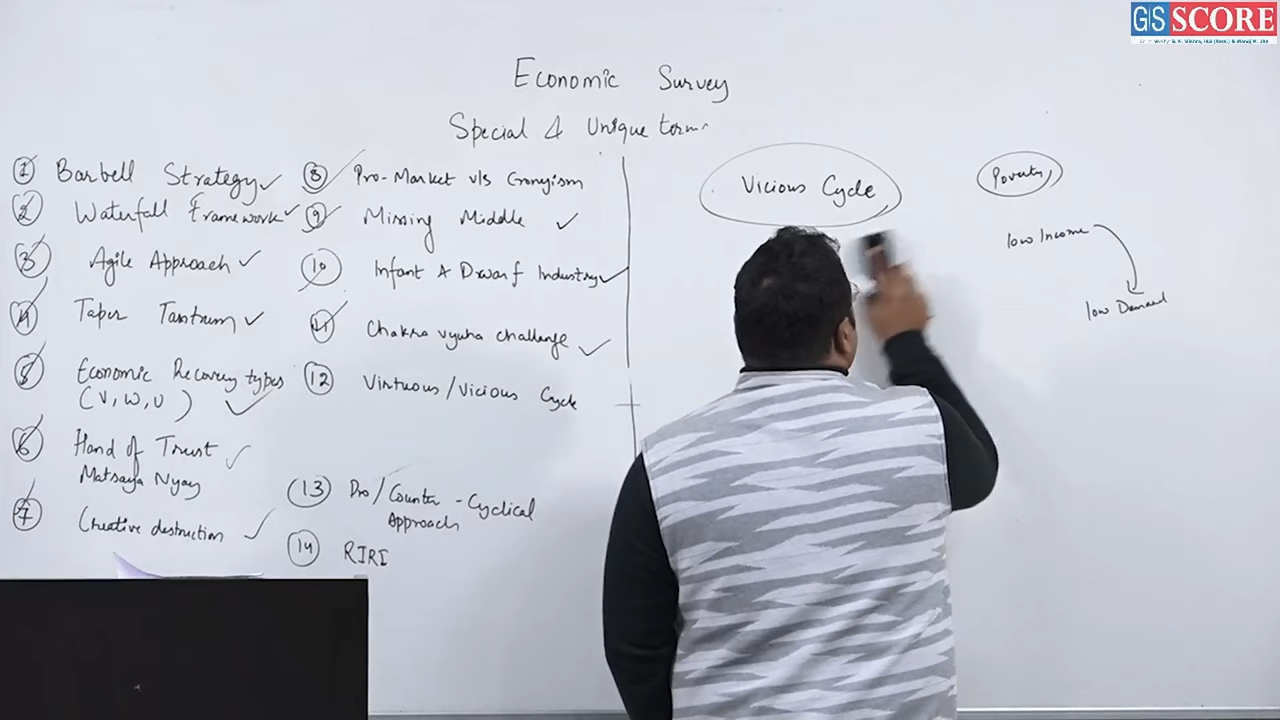 GS SCORE
Economic Survey
Special & Unique terms
① Barbell Strategy ✓
② Waterfall Framework ✓
③ Agile Approach ✓
④ Taper Tantrum ✓
⑤ Economic Recovery types
(V, W, U) ✓
⑥ Hand of Trust ✓
Matsaya Nyay
⑦ Creative destruction ✓
⑧ Pro-Market v/s Cronyism
⑨ Missing Middle ✓
⑩ Infant & Dwarf Industry ✓
⑪ Chakra vyuha challenge ✓
⑫ Virtuous/Vicious Cycle
⑬ Pro/Counter-Cyclical
Approach
⑭ RIRI
Vicious Cycle
Poverty
low Income
low Demand